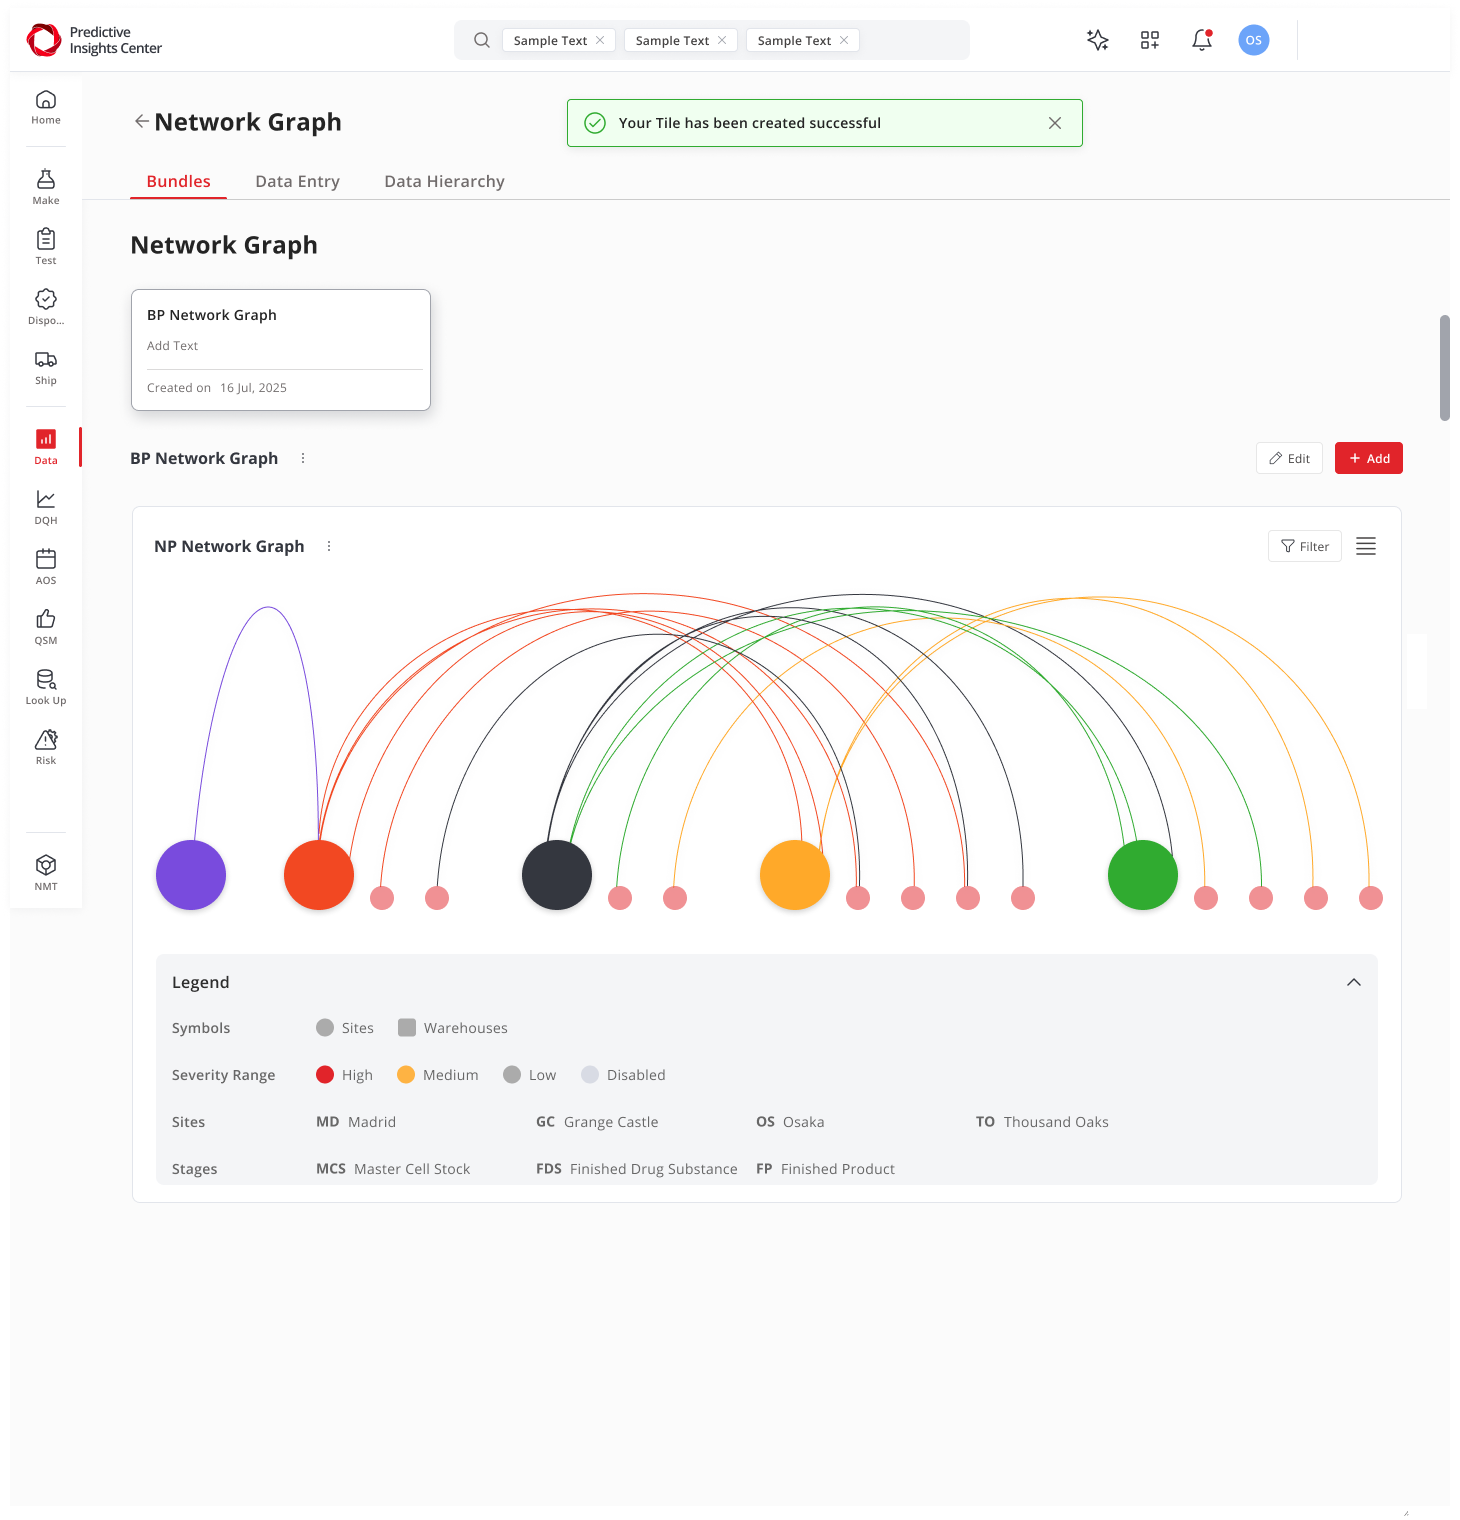 Predictive
Insights Center
Sample Text
Sample Text
Sample Text
OS
Home
Make
Test
Dispo...
Ship
Data
DQH
AOS
QSM
Look Up
Risk
NMT
Network Graph
Your Tile has been created successful
Bundles
Data Entry
Data Hierarchy
Network Graph
BP Network Graph
Add Text
Created on 16 Jul, 2025
BP Network Graph
Edit
Add
NP Network Graph
Filter
Legend
Symbols Sites Warehouses
Severity Range High Medium Low Disabled
Sites MD Madrid GC Grange Castle OS Osaka TO Thousand Oaks
Stages MCS Master Cell Stock FDS Finished Drug Substance FP Finished Product